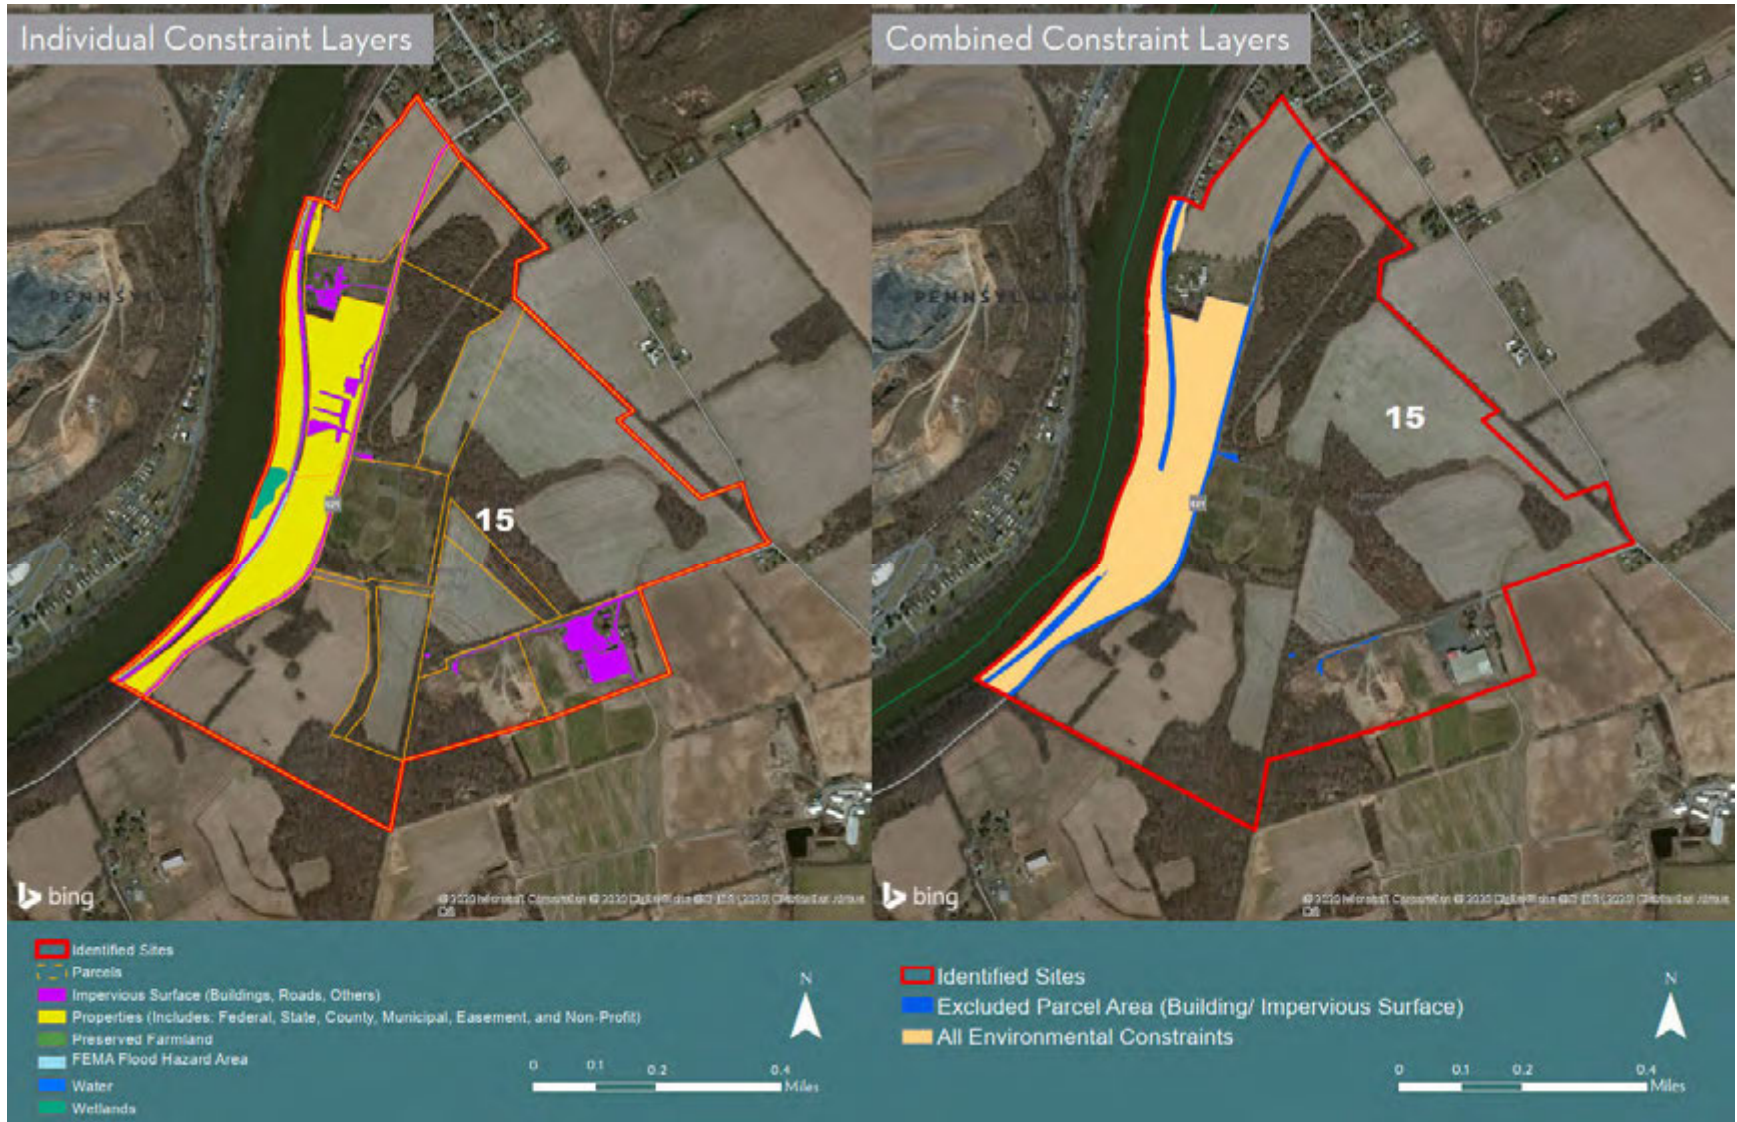 Individual Constraint Layers
PENNSYLVANIA
15
bing
Identified Sites
Parcels
Impervious Surface (Buildings, Roads, Others)
Properties (Includes: Federal, State, County, Municipal, Easement, and Non-Profit)
Preserved Farmland
FEMA Flood Hazard Area
Water
Wetlands
N
0 0.1 0.2 0.4
Miles
Combined Constraint Layers
15
bing
Identified Sites
Excluded Parcel Area (Building/ Impervious Surface)
All Environmental Constraints
N
0 0.1 0.2 0.4
Miles